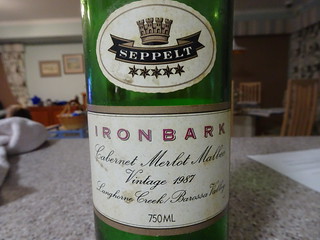 SEPPELT
IRONBARK
Cabernet Merlot Malbec
Vintage 1987
Langhorne Creek/Barossa Valley
750ML